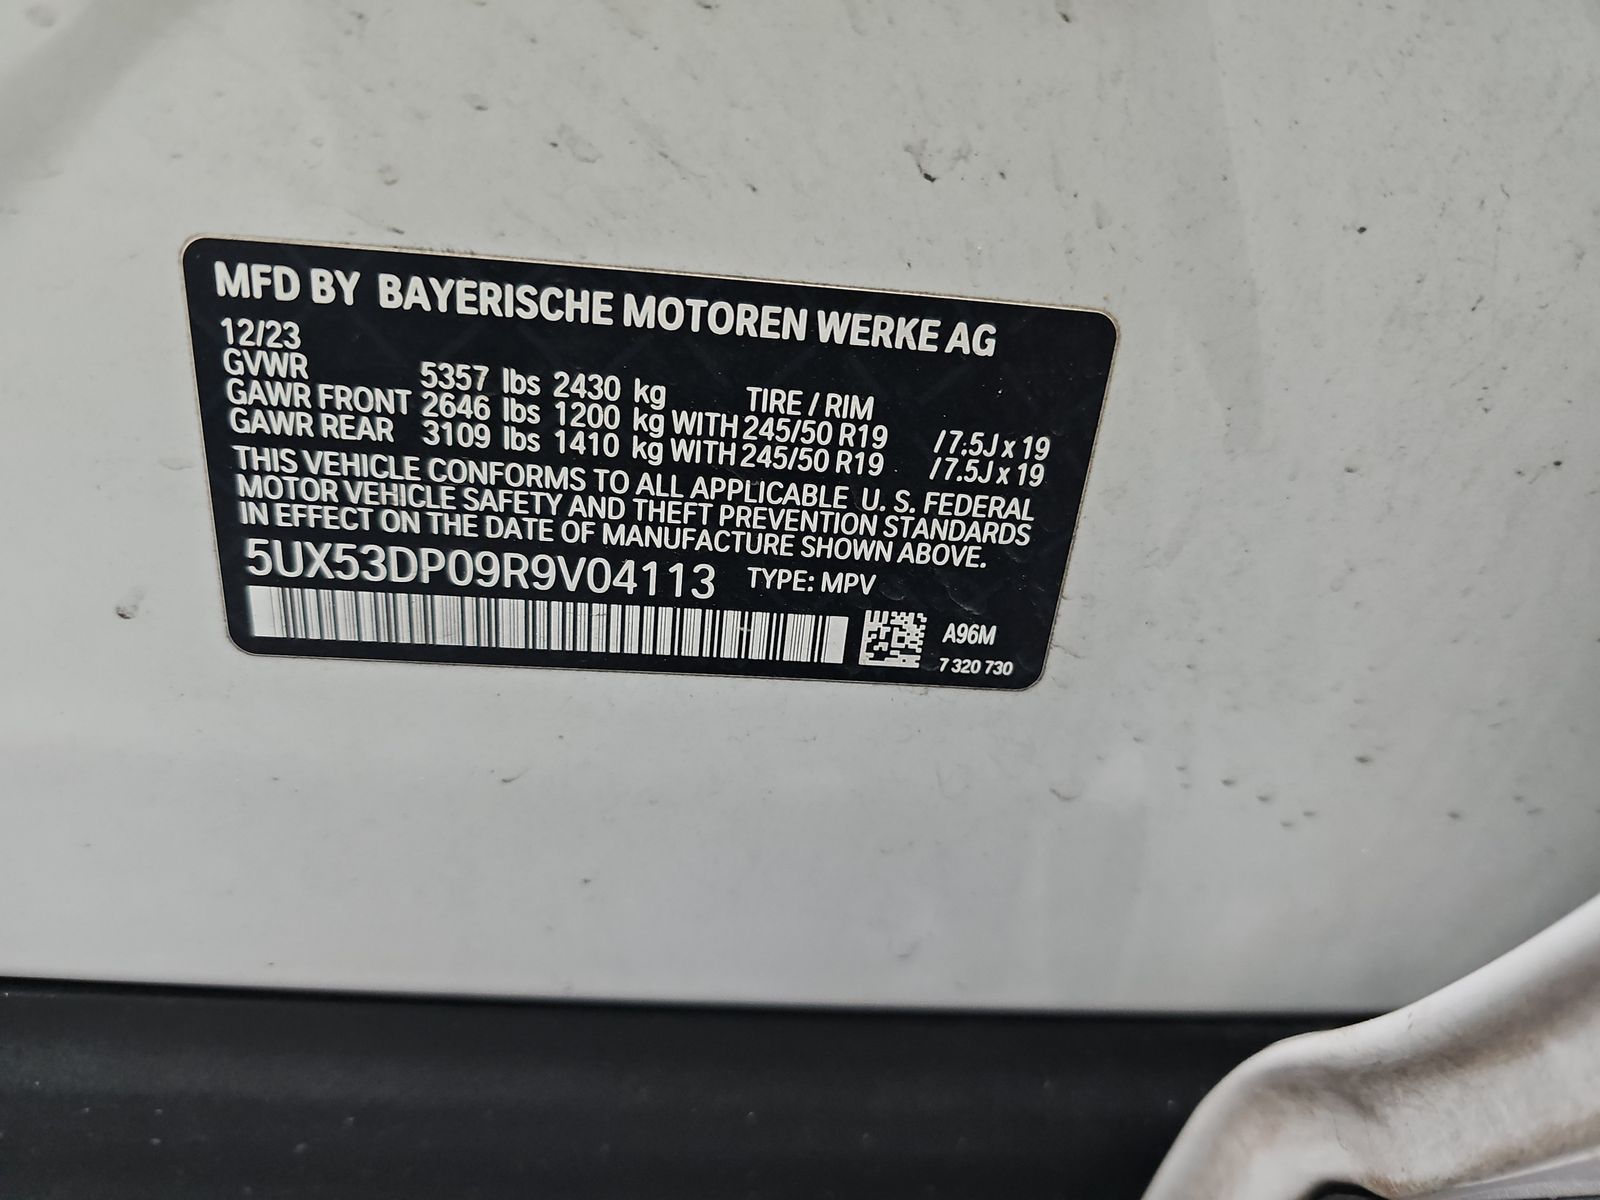 MFD BY BAYERISCHE MOTOREN WERKE AG
12/23
GVWR 5357 lbs 2430 kg TIRE / RIM
GAWR FRONT 2646 lbs 1200 kg WITH 245/50 R19 / 7.5J x 19
GAWR REAR 3109 lbs 1410 kg WITH 245/50 R19 / 7.5J x 19
THIS VEHICLE CONFORMS TO ALL APPLICABLE U. S. FEDERAL
MOTOR VEHICLE SAFETY AND THEFT PREVENTION STANDARDS
IN EFFECT ON THE DATE OF MANUFACTURE SHOWN ABOVE.
5UX53DP09R9V04113 TYPE: MPV
A96M
7 320 730